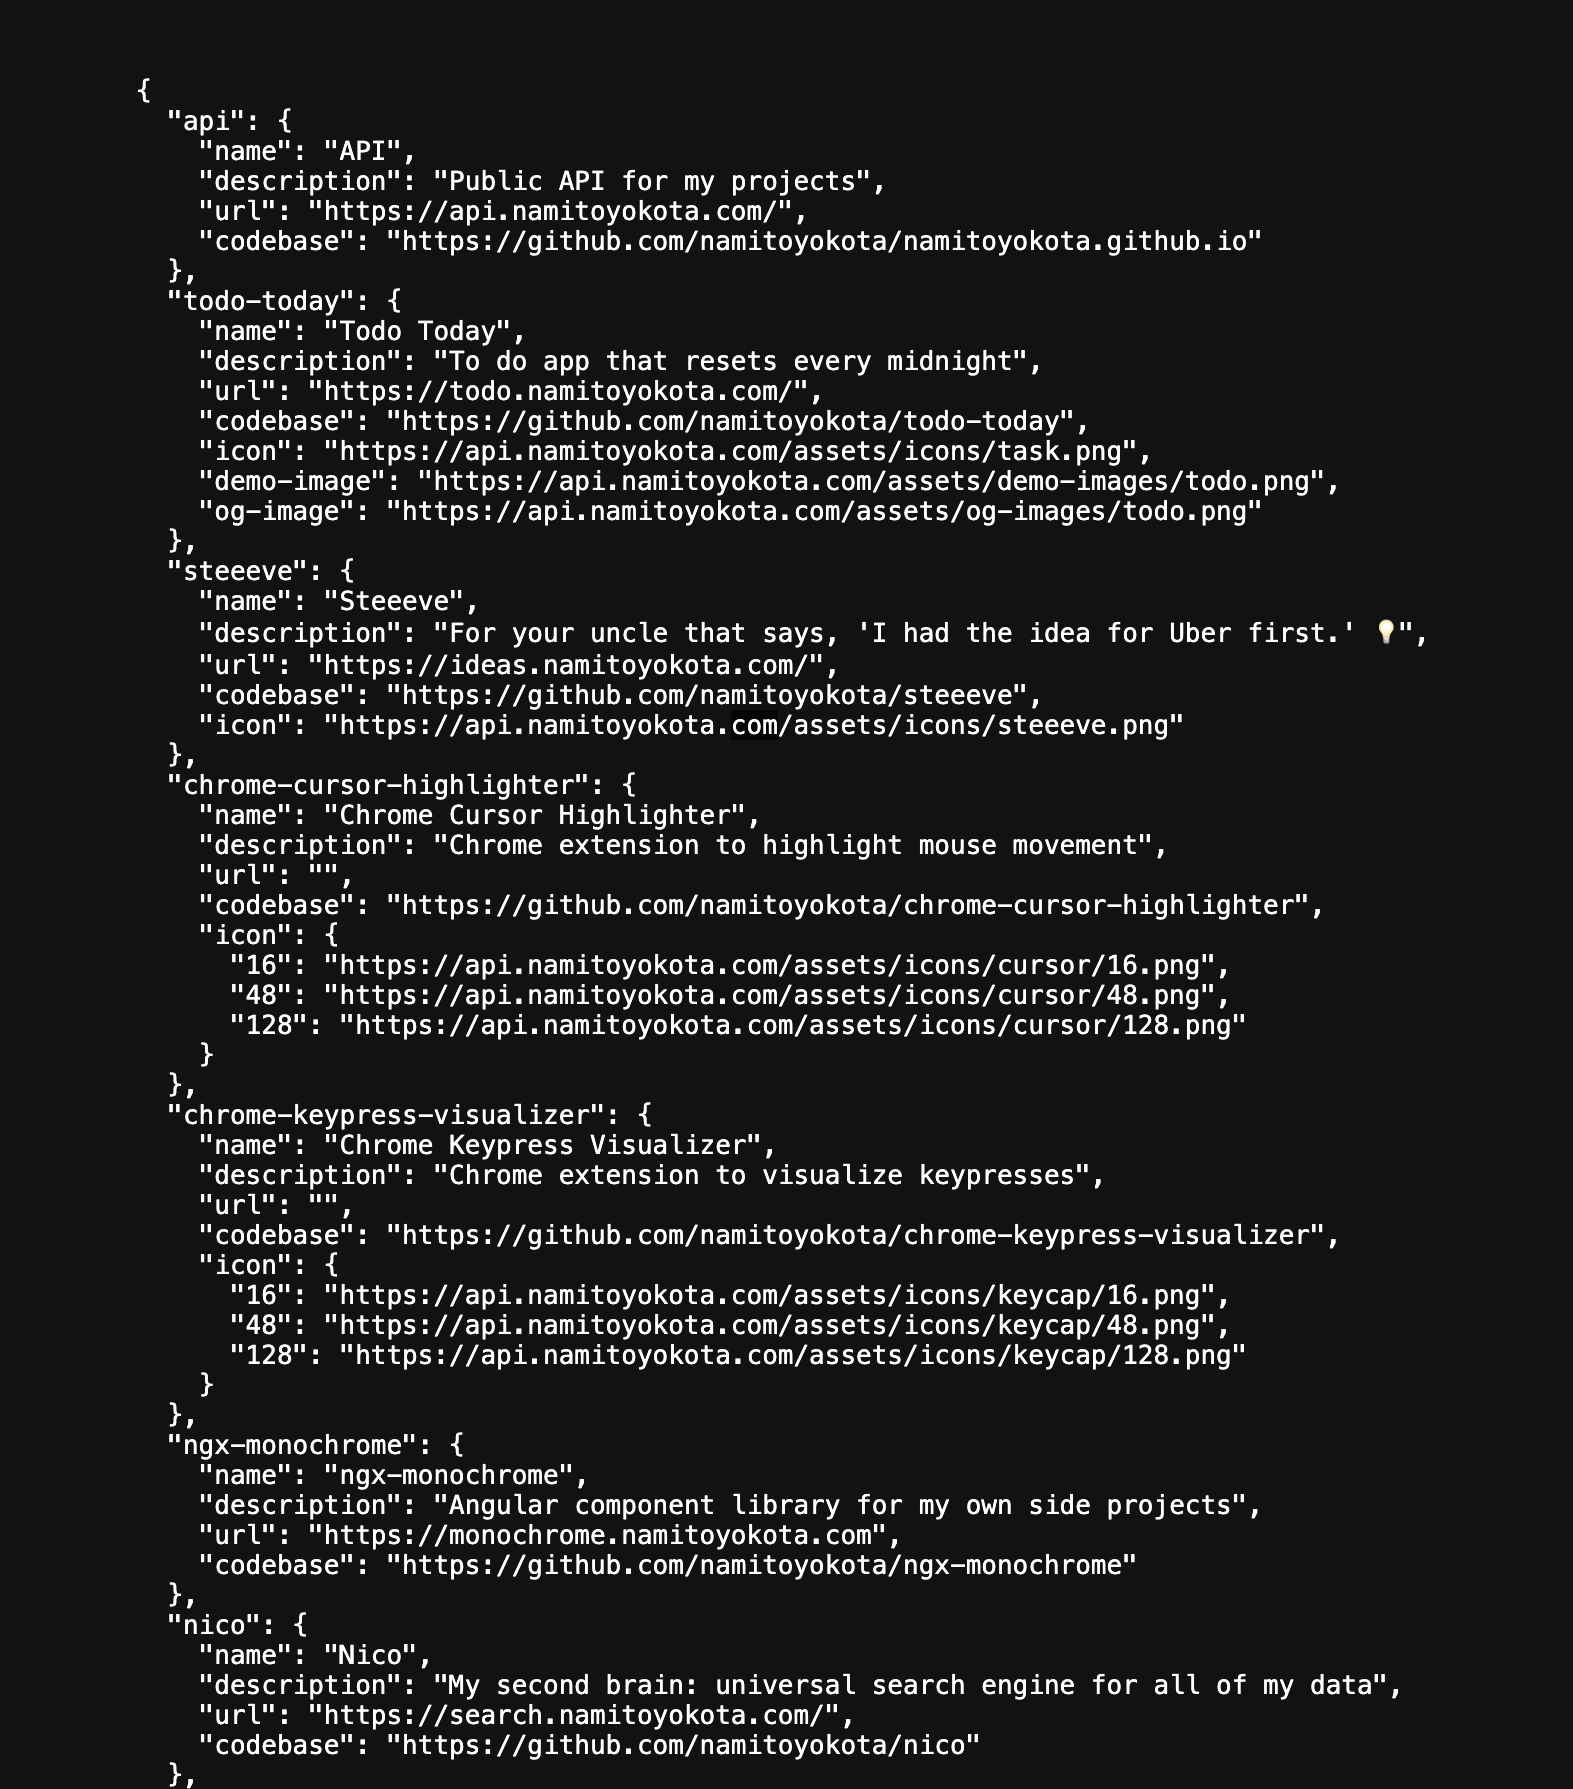 {
  "api": {
    "name": "API",
    "description": "Public API for my projects",
    "url": "https://api.namitoyokota.com/",
    "codebase": "https://github.com/namitoyokota/namitoyokota.github.io"
  },
  "todo-today": {
    "name": "Todo Today",
    "description": "To do app that resets every midnight",
    "url": "https://todo.namitoyokota.com/",
    "codebase": "https://github.com/namitoyokota/todo-today",
    "icon": "https://api.namitoyokota.com/assets/icons/task.png",
    "demo-image": "https://api.namitoyokota.com/assets/demo-images/todo.png",
    "og-image": "https://api.namitoyokota.com/assets/og-images/todo.png"
  },
  "steeeve": {
    "name": "Steeeve",
    "description": "For your uncle that says, 'I had the idea for Uber first.' 💡",
    "url": "https://ideas.namitoyokota.com/",
    "codebase": "https://github.com/namitoyokota/steeeve",
    "icon": "https://api.namitoyokota.com/assets/icons/steeeve.png"
  },
  "chrome-cursor-highlighter": {
    "name": "Chrome Cursor Highlighter",
    "description": "Chrome extension to highlight mouse movement",
    "url": "",
    "codebase": "https://github.com/namitoyokota/chrome-cursor-highlighter",
    "icon": {
      "16": "https://api.namitoyokota.com/assets/icons/cursor/16.png",
      "48": "https://api.namitoyokota.com/assets/icons/cursor/48.png",
      "128": "https://api.namitoyokota.com/assets/icons/cursor/128.png"
    }
  },
  "chrome-keypress-visualizer": {
    "name": "Chrome Keypress Visualizer",
    "description": "Chrome extension to visualize keypresses",
    "url": "",
    "codebase": "https://github.com/namitoyokota/chrome-keypress-visualizer",
    "icon": {
      "16": "https://api.namitoyokota.com/assets/icons/keycap/16.png",
      "48": "https://api.namitoyokota.com/assets/icons/keycap/48.png",
      "128": "https://api.namitoyokota.com/assets/icons/keycap/128.png"
    }
  },
  "ngx-monochrome": {
    "name": "ngx-monochrome",
    "description": "Angular component library for my own side projects",
    "url": "https://monochrome.namitoyokota.com",
    "codebase": "https://github.com/namitoyokota/ngx-monochrome"
  },
  "nico": {
    "name": "Nico",
    "description": "My second brain: universal search engine for all of my data",
    "url": "https://search.namitoyokota.com/",
    "codebase": "https://github.com/namitoyokota/nico"
  },